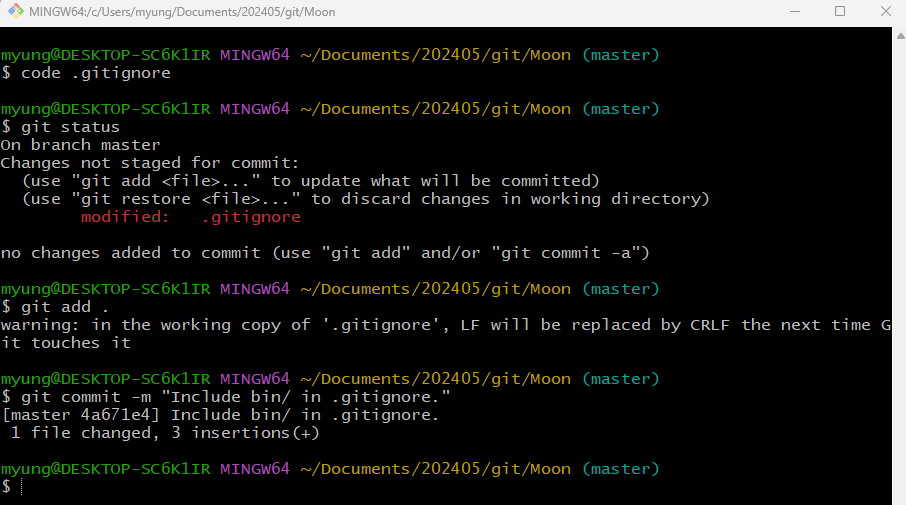 MINGW64:/c/Users/myung/Documents/202405/git/Moon
myung@DESKTOP-SC6K1IR MINGW64 ~/Documents/202405/git/Moon (master)
$ code .gitignore
myung@DESKTOP-SC6K1IR MINGW64 ~/Documents/202405/git/Moon (master)
$ git status
On branch master
Changes not staged for commit:
  (use "git add <file>..." to update what will be committed)
  (use "git restore <file>..." to discard changes in working directory)
        modified:   .gitignore
no changes added to commit (use "git add" and/or "git commit -a")
myung@DESKTOP-SC6K1IR MINGW64 ~/Documents/202405/git/Moon (master)
$ git add .
warning: in the working copy of '.gitignore', LF will be replaced by CRLF the next time G
it touches it
myung@DESKTOP-SC6K1IR MINGW64 ~/Documents/202405/git/Moon (master)
$ git commit -m "Include bin/ in .gitignore."
[master 4a671e4] Include bin/ in .gitignore.
 1 file changed, 3 insertions(+)
myung@DESKTOP-SC6K1IR MINGW64 ~/Documents/202405/git/Moon (master)
$